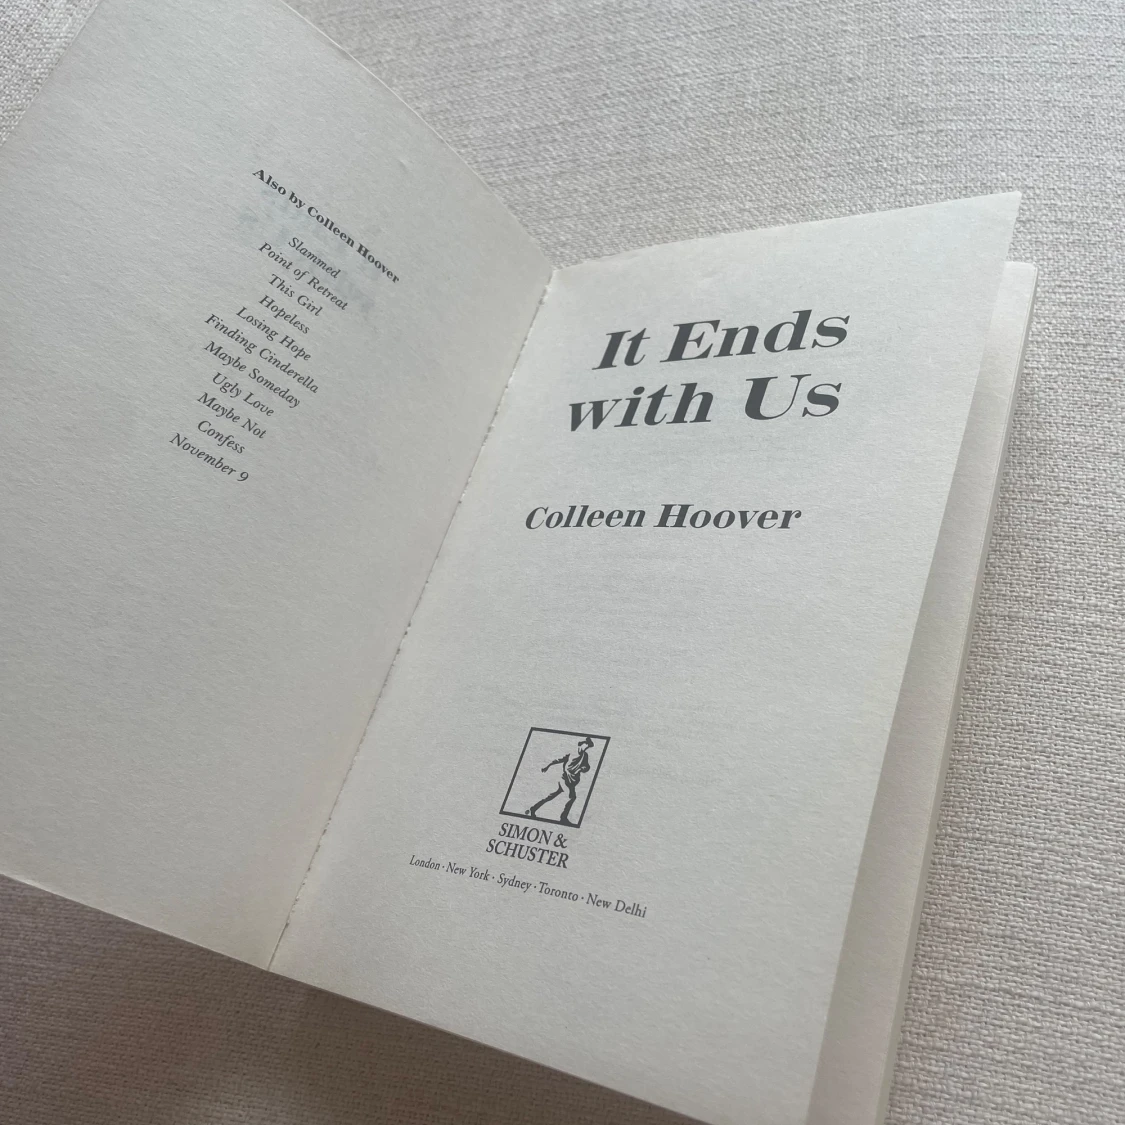 Also by Colleen Hoover
Slammed
Point of Retreat
This Girl
Hopeless
Losing Hope
Finding Cinderella
Maybe Someday
Ugly Love
Maybe Not
Confess
November 9
It Ends
with Us
Colleen Hoover
SIMON &
SCHUSTER
London · New York · Sydney · Toronto · New Delhi